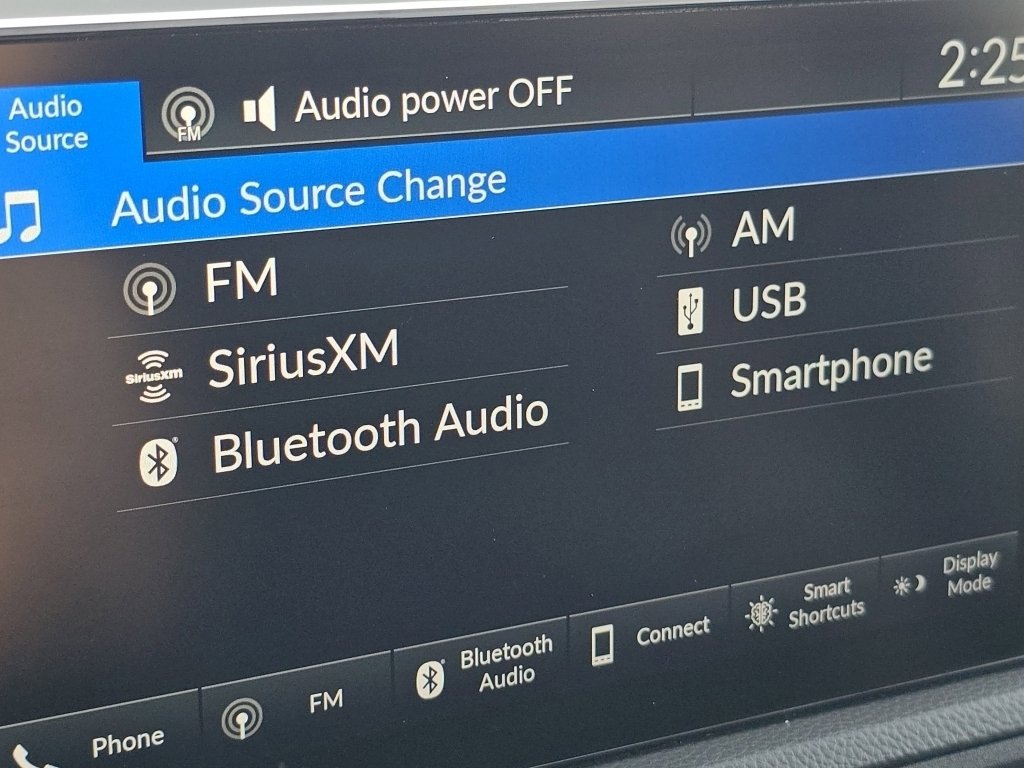 Audio
Source
FM
Audio power OFF
2:25
Audio Source Change
FM
AM
SiriusXM
SiriusXM
USB
Bluetooth Audio
Smartphone
Phone
FM
Bluetooth
Audio
Connect
Smart
Shortcuts
Display
Mode